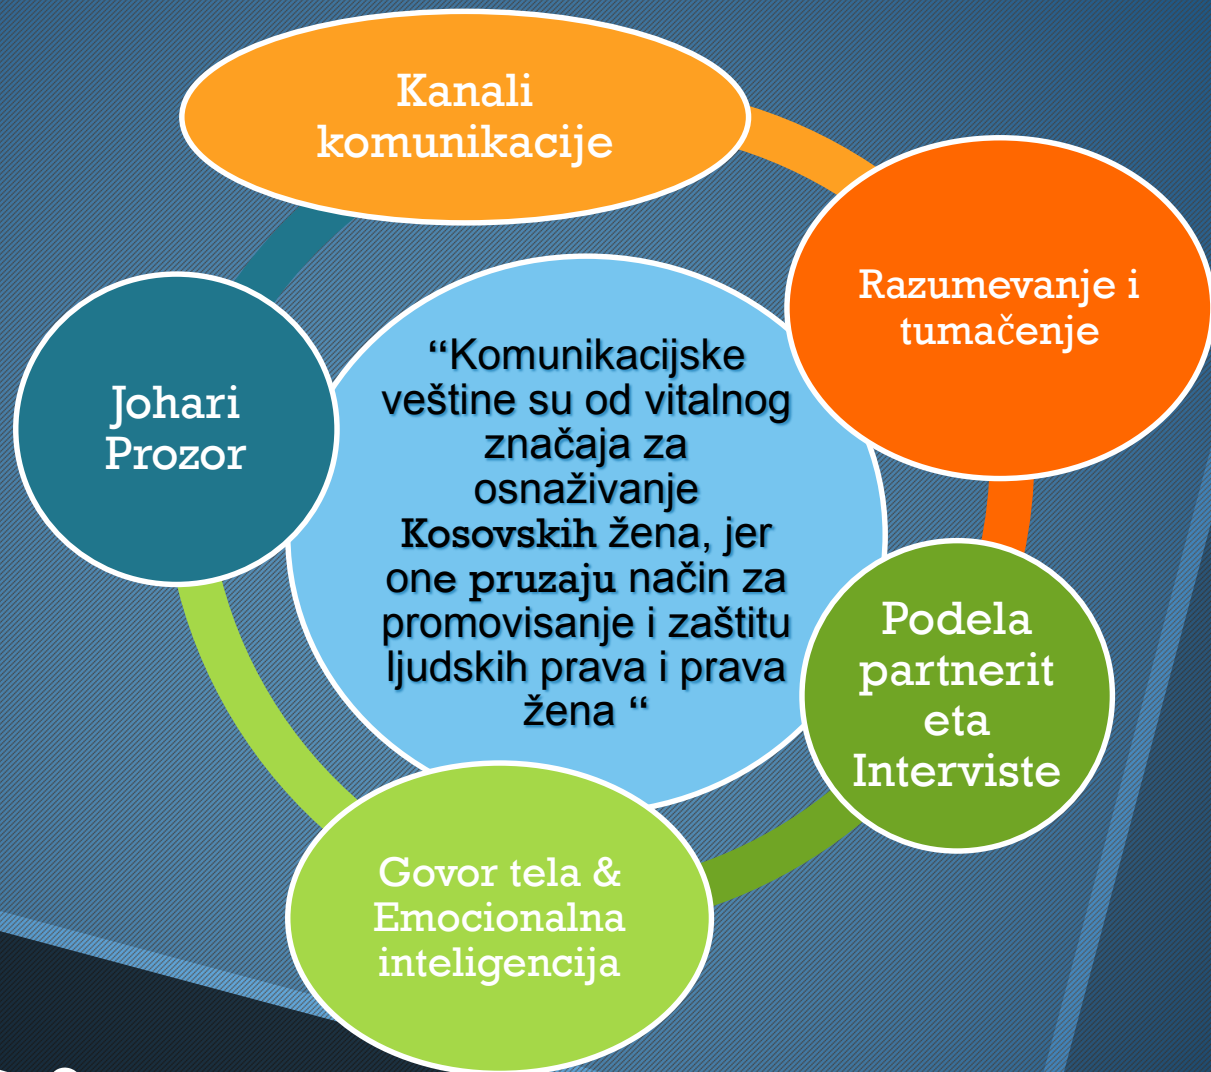 Kanali
komunikacije
Razumevanje i
tumačenje
Johari
Prozor
“Komunikacijske
veštine su od vitalnog
značaja za
osnaživanje
Kosovskih žena, jer
one pruzaju način za
promovisanje i zaštitu
ljudskih prava i prava
žena “
Podela
partnerit
eta
Interviste
Govor tela &
Emocionalna
inteligencija